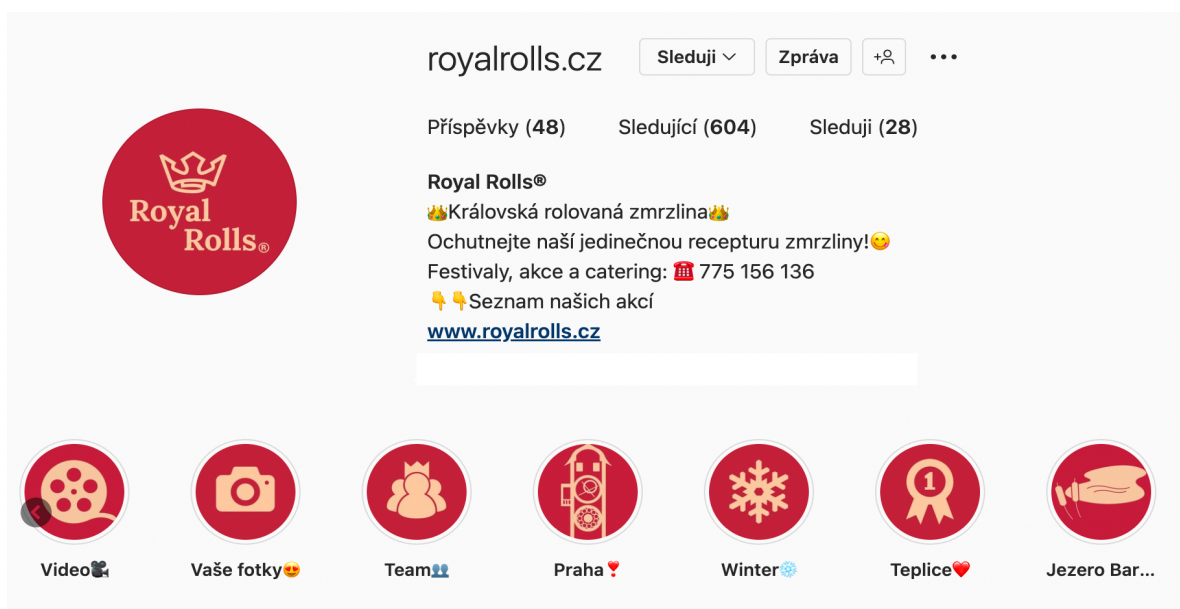 royalrolls.cz Sleduji Zpráva
Příspěvky (48) Sledující (604) Sleduji (28)
Royal Rolls®
Royal Rolls®
👑Královská rolovaná zmrzlina👑
Ochutnejte naší jedinečnou recepturu zmrzliny!😋
Festivaly, akce a catering: ☎️ 775 156 136
👇👇Seznam našich akcí
www.royalrolls.cz
1
Video🎥 Vaše fotky😍 Team👥 Praha❣️ Winter❄️ Teplice❤️ Jezero Bar...